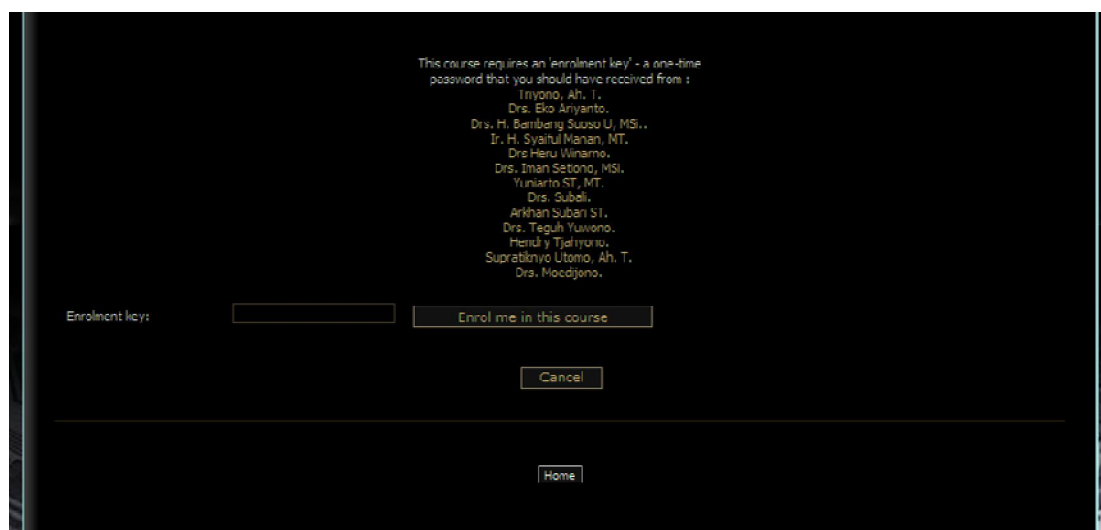 This course requires an 'enrolment key' - a one-time
password that you should have received from :
Triyono, Ah. T.
Drs. Eko Ariyanto.
Drs. H. Bambang U, MSi..
Ir. H. Syaiful Manan, MT.
Drs Heru Winarno.
Drs. Iman Setiono, MSi.
Yuniarto ST, MT.
Drs. Subali.
Arkhan Subari ST.
Drs. Teguh Yuwono.
Hendry Tjahyono.
Supratiknyo Utomo, Ah. T.
Drs. Moedijono.
Enrolment key:
Enrol me in this course
Cancel
Home